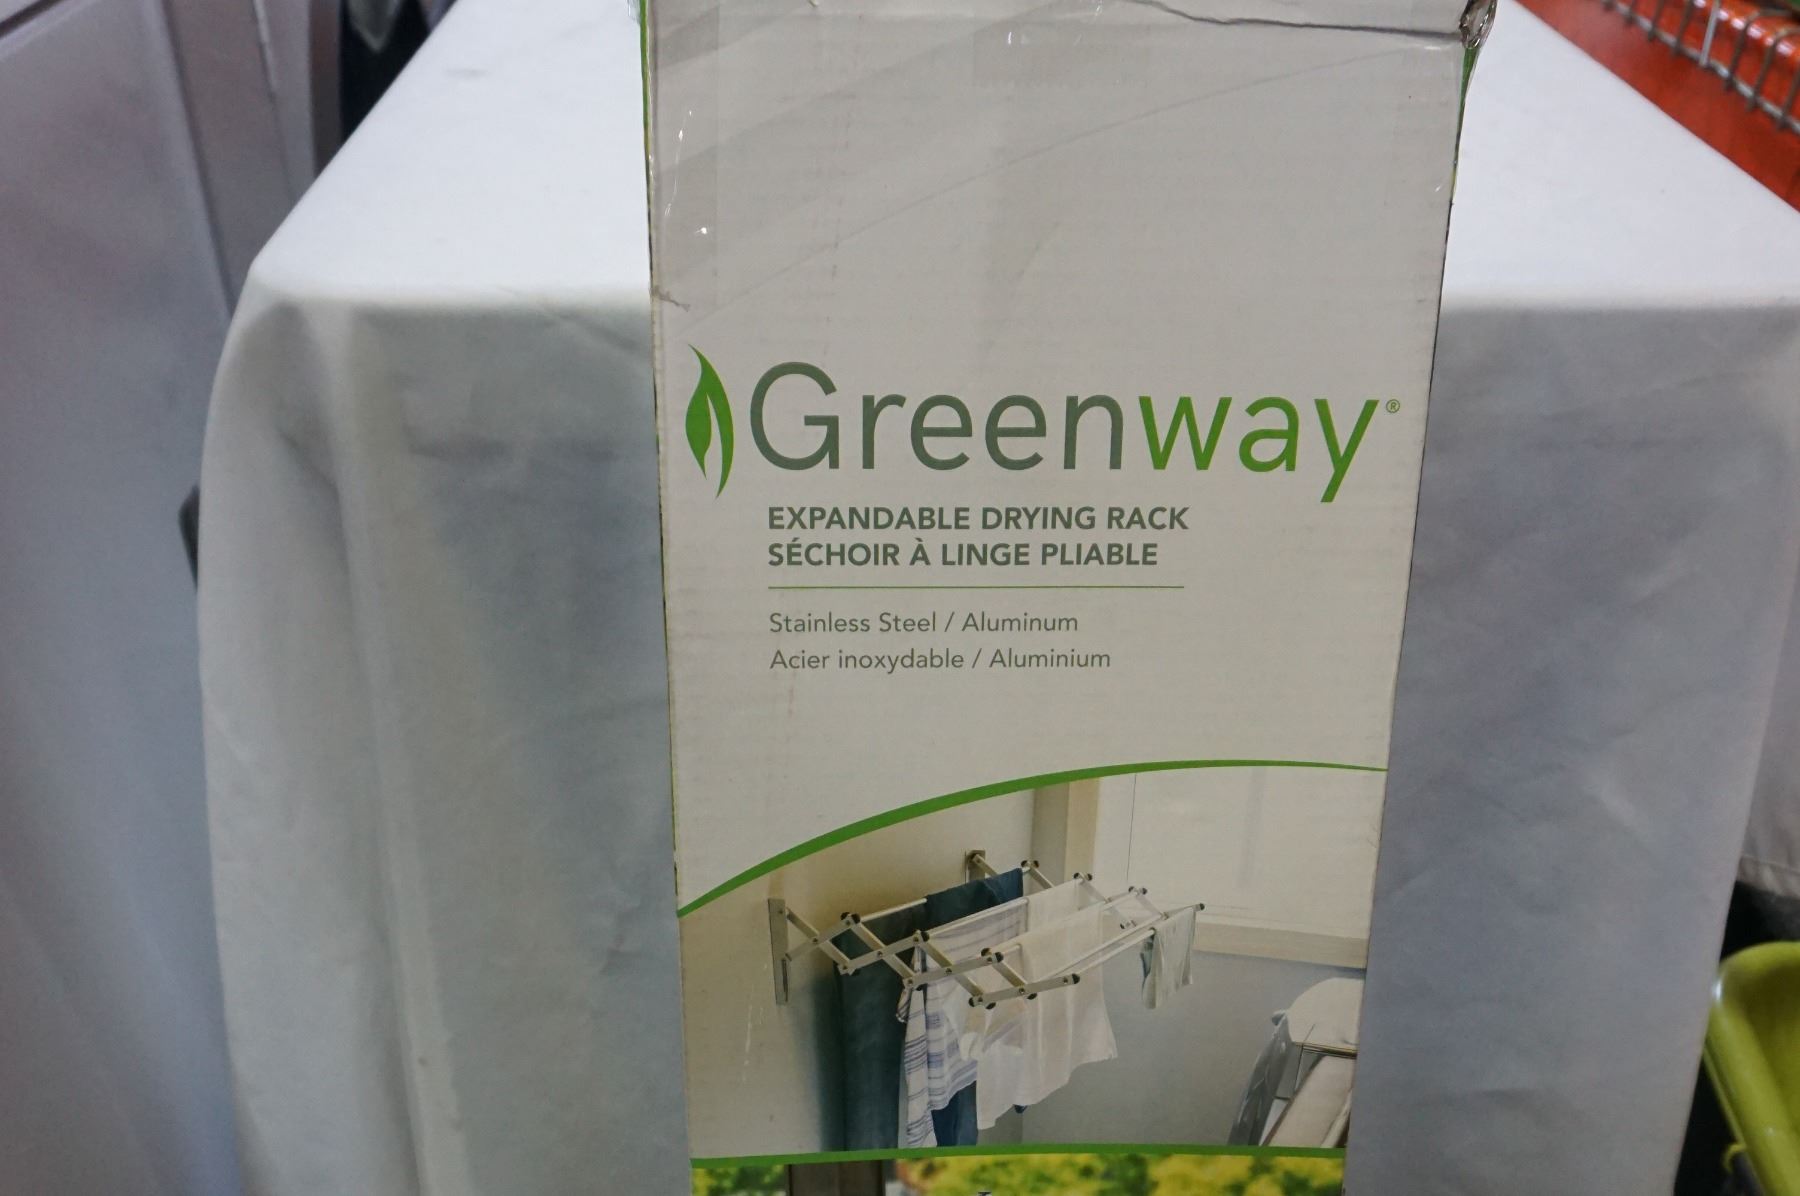 Greenway®
EXPANDABLE DRYING RACK
SÉCHOIR À LINGE PLIABLE
Stainless Steel / Aluminum
Acier inoxydable / Aluminium